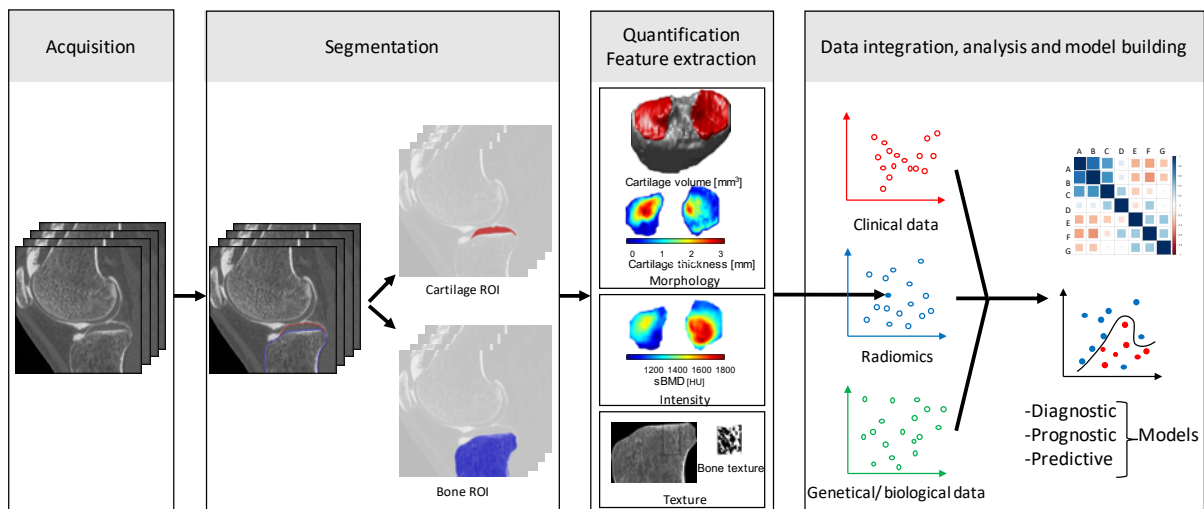 Acquisition
Segmentation
Cartilage ROI
Bone ROI
Quantification
Feature extraction
Cartilage volume [mm³]
0 1 2 3
Cartilage thickness [mm]
Morphology
1200 1400 1600 1800
sBMD [HU]
Intensity
Bone texture
Texture
Data integration, analysis and model building
Clinical data
Radiomics
Genetical/ biological data
A B C D E F G
A
B
C
D
E
F
G
-Diagnostic
-Prognostic
-Predictive
Models